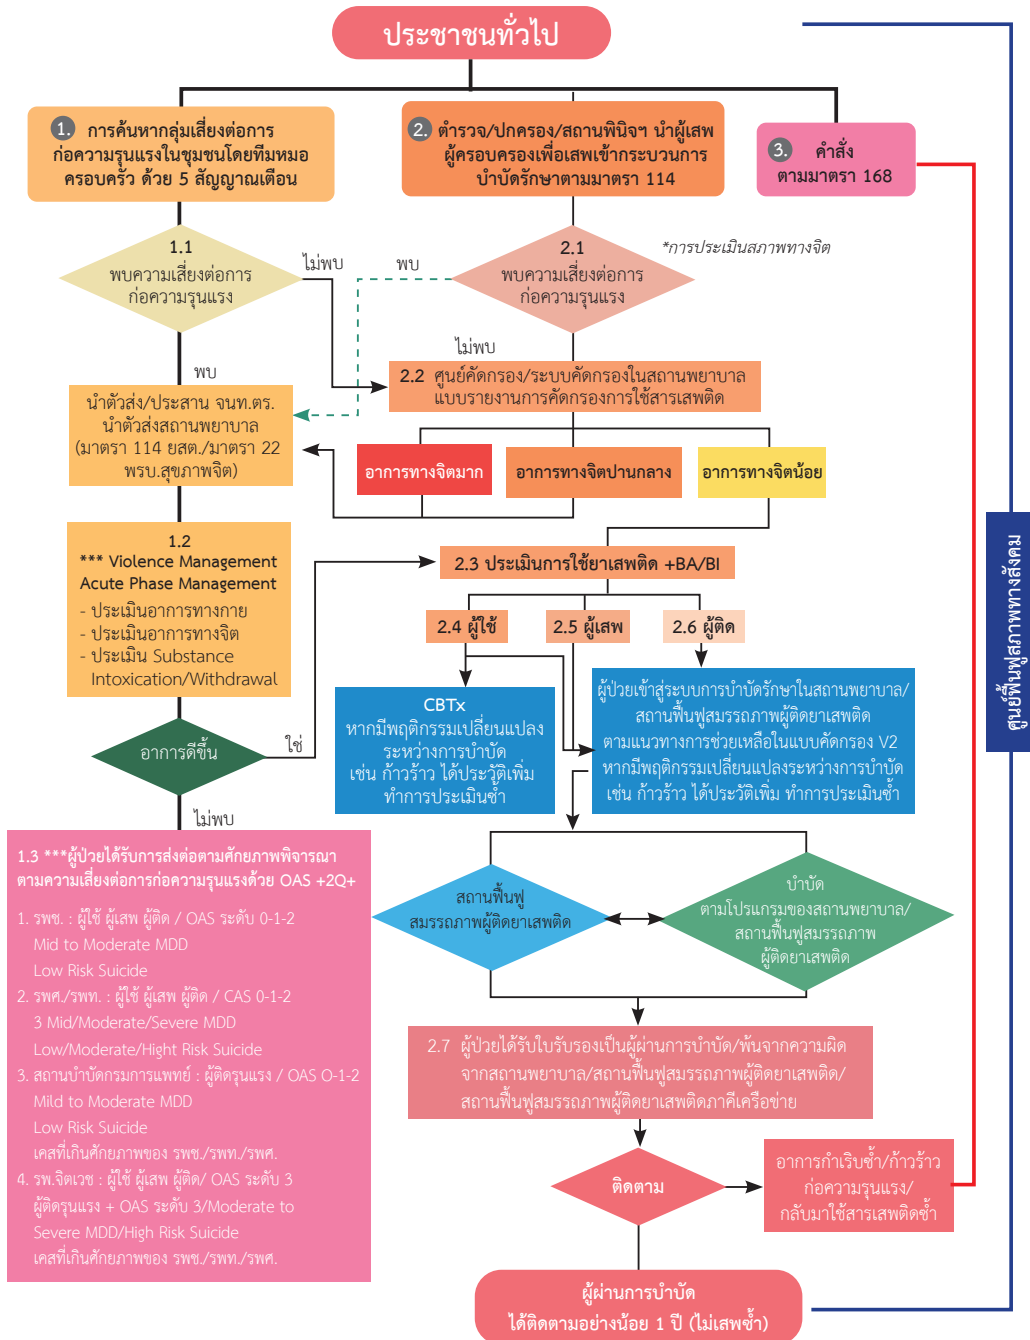 ประชาชนทั่วไป
1. การค้นหากลุ่มเสี่ยงต่อการ
ก่อความรุนแรงในชุมชนโดยทีมหมอ
ครอบครัว ด้วย 5 สัญญาณเตือน
2. ตำรวจ/ปกครอง/สถานพินิจฯ นำผู้เสพ
ผู้ครอบครองเพื่อเสพเข้ากระบวนการ
บำบัดรักษาตามมาตรา 114
3. คำสั่ง
ตามมาตรา 168
1.1
พบความเสี่ยงต่อการ
ก่อความรุนแรง
ไม่พบ
พบ
2.1
พบความเสี่ยงต่อการ
ก่อความรุนแรง
*การประเมินสภาพทางจิต
ไม่พบ
พบ
2.2 ศูนย์คัดกรอง/ระบบคัดกรองในสถานพยาบาล
แบบรายงานการคัดกรองการใช้สารเสพติด
นำตัวส่ง/ประสาน จนท.ตร.
นำตัวส่งสถานพยาบาล
(มาตรา 114 ยสต./มาตรา 22
พรบ.สุขภาพจิต)
อาการทางจิตมาก
อาการทางจิตปานกลาง
อาการทางจิตน้อย
1.2
*** Violence Management
Acute Phase Management
- ประเมินอาการทางกาย
- ประเมินอาการทางจิต
- ประเมิน Substance
Intoxication/Withdrawal
2.3 ประเมินการใช้ยาเสพติด +BA/BI
2.4 ผู้ใช้
2.5 ผู้เสพ
2.6 ผู้ติด
CBTx
หากมีพฤติกรรมเปลี่ยนแปลง
ระหว่างการบำบัด
เช่น ก้าวร้าว ได้ประวัติเพิ่ม
ทำการประเมินซ้ำ
ผู้ป่วยเข้าสู่ระบบการบำบัดรักษาในสถานพยาบาล/
สถานฟื้นฟูสมรรถภาพผู้ติดยาเสพติด
ตามแนวทางการช่วยเหลือในแบบคัดกรอง V2
หากมีพฤติกรรมเปลี่ยนแปลงระหว่างการบำบัด
เช่น ก้าวร้าว ได้ประวัติเพิ่ม ทำการประเมินซ้ำ
อาการดีขึ้น
ใช่
ไม่พบ
1.3 ***ผู้ป่วยได้รับการส่งต่อตามศักยภาพพิจารณา
ตามความเสี่ยงต่อการก่อความรุนแรงด้วย OAS +2Q+
1. รพช. : ผู้ใช้ ผู้เสพ ผู้ติด / OAS ระดับ 0-1-2
Mid to Moderate MDD
Low Risk Suicide
2. รพศ./รพท. : ผู้ใช้ ผู้เสพ ผู้ติด / CAS 0-1-2
3 Mid/Moderate/Severe MDD
Low/Moderate/Hight Risk Suicide
3. สถานบำบัดกรมการแพทย์ : ผู้ติดรุนแรง / OAS O-1-2
Mild to Moderate MDD
Low Risk Suicide
เคสที่เกินศักยภาพของ รพช./รพท./รพศ.
4. รพ.จิตเวช : ผู้ใช้ ผู้เสพ ผู้ติด/ OAS ระดับ 3
ผู้ติดรุนแรง + OAS ระดับ 3/Moderate to
Severe MDD/High Risk Suicide
เคสที่เกินศักยภาพของ รพช./รพท./รพศ.
สถานฟื้นฟู
สมรรถภาพผู้ติดยาเสพติด
บำบัด
ตามโปรแกรมของสถานพยาบาล/
สถานฟื้นฟูสมรรถภาพ
ผู้ติดยาเสพติด
2.7 ผู้ป่วยได้รับใบรับรองเป็นผู้ผ่านการบำบัด/พ้นจากความผิด
จากสถานพยาบาล/สถานฟื้นฟูสมรรถภาพผู้ติดยาเสพติด/
สถานฟื้นฟูสมรรถภาพผู้ติดยาเสพติดภาคีเครือข่าย
ติดตาม
อาการกำเริบซ้ำ/ก้าวร้าว
ก่อความรุนแรง/
กลับมาใช้สารเสพติดซ้ำ
ผู้ผ่านการบำบัด
ได้ติดตามอย่างน้อย 1 ปี (ไม่เสพซ้ำ)
ศูนย์ฟื้นฟูสภาพทางสังคม